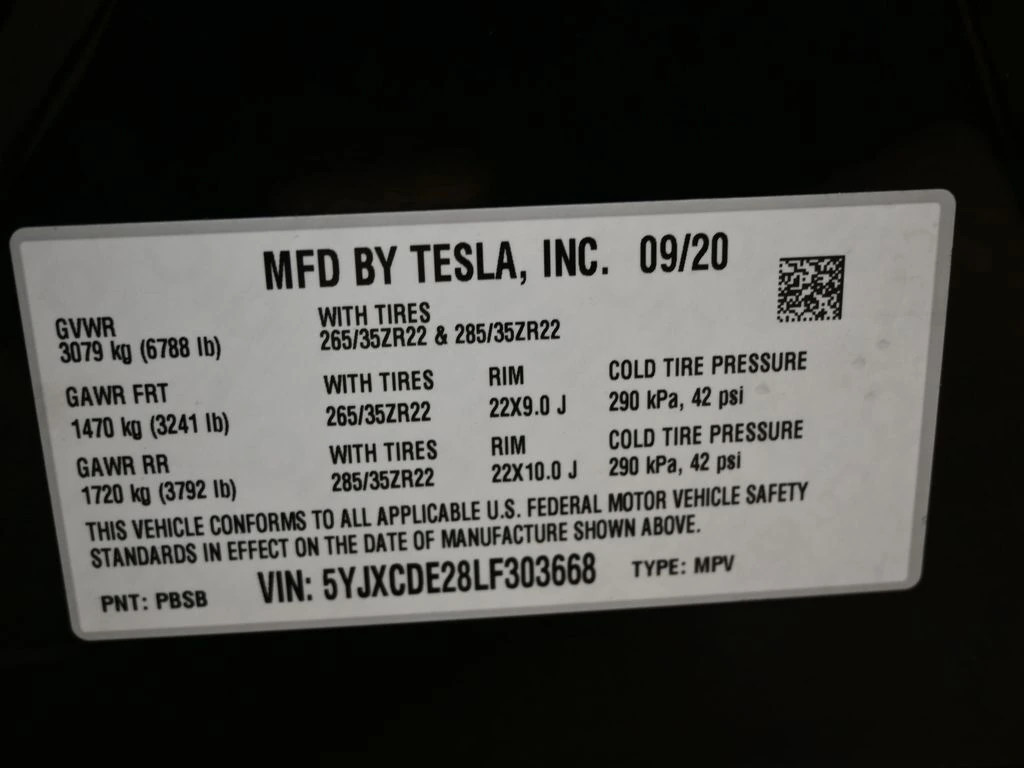 MFD BY TESLA, INC. 09/20
GVWR
3079 kg (6788 lb)
WITH TIRES
265/35ZR22 & 285/35ZR22
GAWR FRT
1470 kg (3241 lb)
WITH TIRES
265/35ZR22
RIM
22X9.0 J
COLD TIRE PRESSURE
290 kPa, 42 psi
GAWR RR
1720 kg (3792 lb)
WITH TIRES
285/35ZR22
RIM
22X10.0 J
COLD TIRE PRESSURE
290 kPa, 42 psi
THIS VEHICLE CONFORMS TO ALL APPLICABLE U.S. FEDERAL MOTOR VEHICLE SAFETY
STANDARDS IN EFFECT ON THE DATE OF MANUFACTURE SHOWN ABOVE.
PNT: PBSB VIN: 5YJXCDE28LF303668 TYPE: MPV